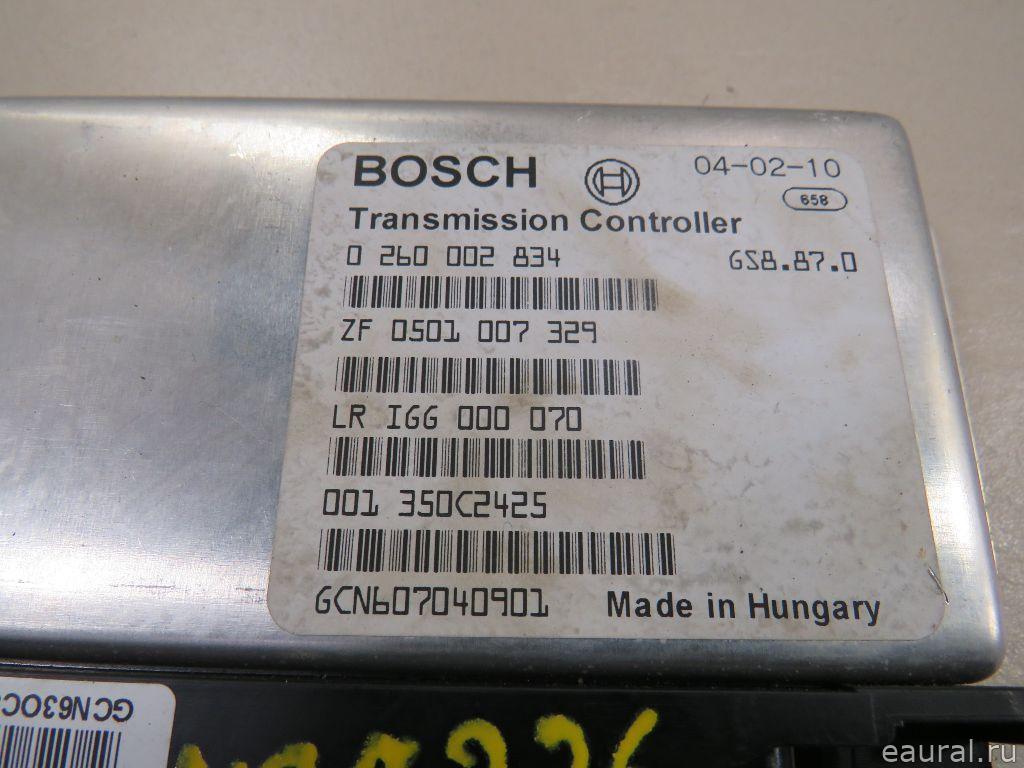 BOSCH 04-02-10
658
Transmission Controller
0 260 002 834 GS8.87.0
ZF 0501 007 329
LR IGG 000 070
001 350C2425
GCN607040901 Made in Hungary
eaural.ru